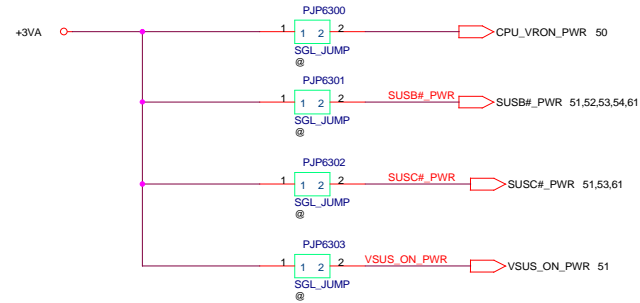 PJP6300
+3VA
1 1 2 2
CPU_VRON_PWR 50
SGL_JUMP
@
PJP6301
1 1 2 2
SUSB#_PWR
SUSB#_PWR 51,52,53,54,61
SGL_JUMP
@
PJP6302
1 1 2 2
SUSC#_PWR
SUSC#_PWR 51,53,61
SGL_JUMP
@
PJP6303
1 1 2 2
VSUS_ON_PWR
VSUS_ON_PWR 51
SGL_JUMP
@